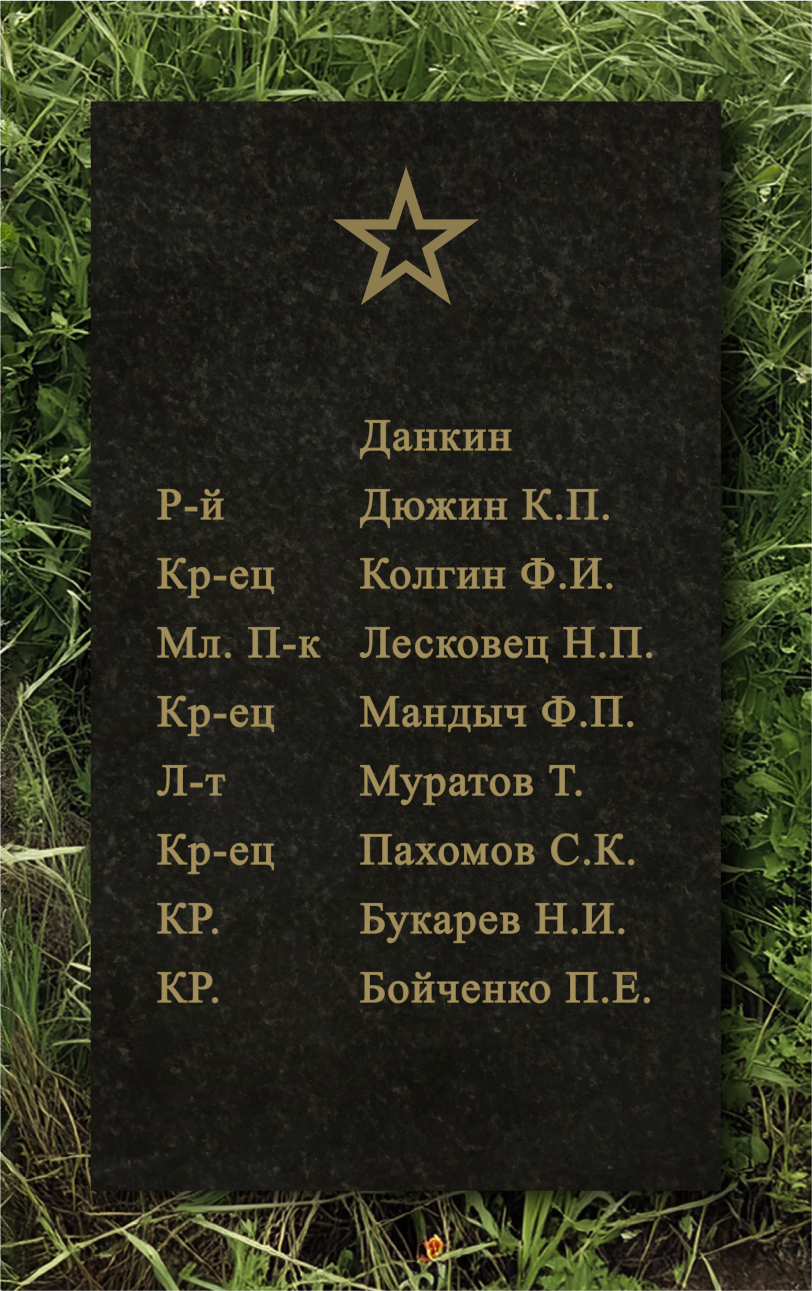 Данкин
Р-й Дюжин К.П.
Кр-ец Колгин Ф.И.
Мл. П-к Лесковец Н.П.
Кр-ец Мандыч Ф.П.
Л-т Муратов Т.
Кр-ец Пахомов С.К.
КР. Букарев Н.И.
КР. Бойченко П.Е.